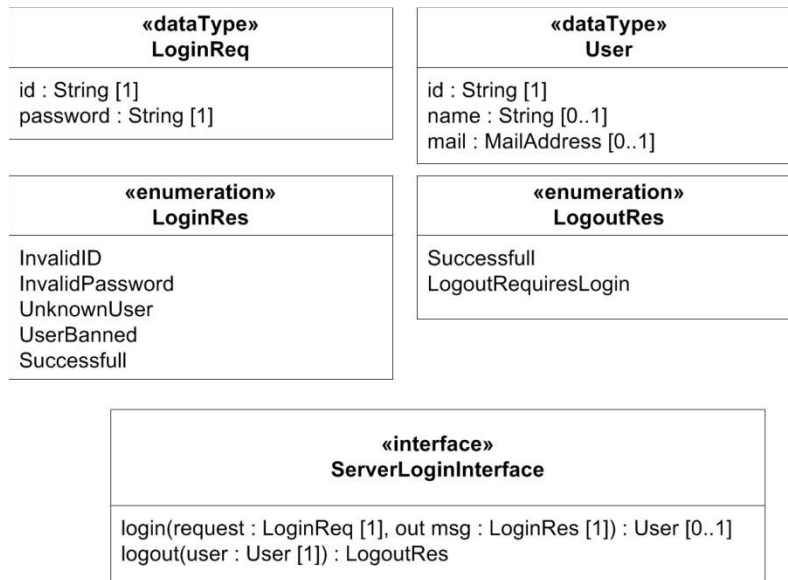 «dataType»
LoginReq
id : String [1]
password : String [1]
«dataType»
User
id : String [1]
name : String [0..1]
mail : MailAddress [0..1]
«enumeration»
LoginRes
InvalidID
InvalidPassword
UnknownUser
UserBanned
Successfull
«enumeration»
LogoutRes
Successfull
LogoutRequiresLogin
«interface»
ServerLoginInterface
login(request : LoginReq [1], out msg : LoginRes [1]) : User [0..1]
logout(user : User [1]) : LogoutRes